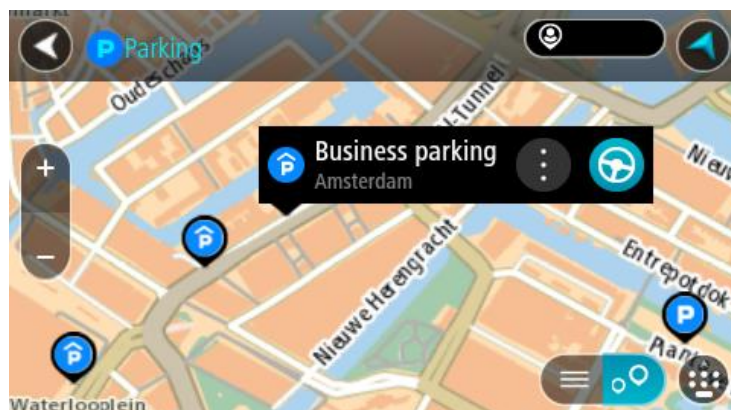 P Parking
Oudeschans
Business parking
Amsterdam
Nieuwe Herengracht
Entrepotdok
P
P
P
P
Waterlooplein